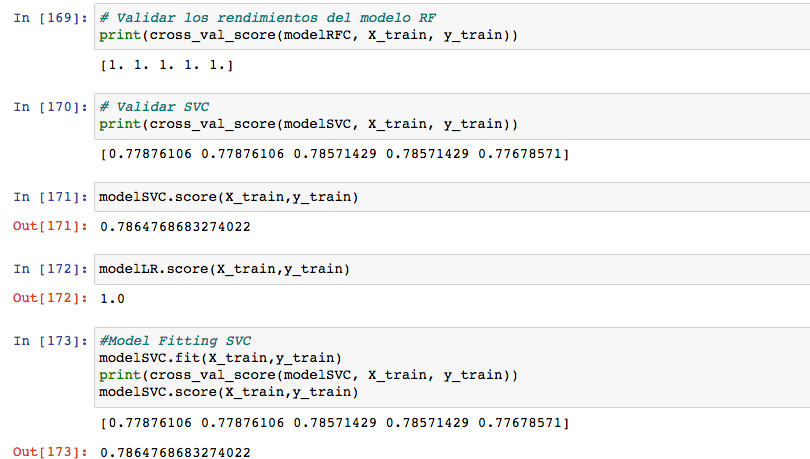 In [169]: # Validar los rendimientos del modelo RF
print(cross_val_score(modelRFC, X_train, y_train))
[1. 1. 1. 1. 1.]
In [170]: # Validar SVC
print(cross_val_score(modelSVC, X_train, y_train))
[0.77876106 0.77876106 0.78571429 0.78571429 0.77678571]
In [171]: modelSVC.score(X_train,y_train)
Out[171]: 0.7864768683274022
In [172]: modelLR.score(X_train,y_train)
Out[172]: 1.0
In [173]: #Model Fitting SVC
modelSVC.fit(X_train,y_train)
print(cross_val_score(modelSVC, X_train, y_train))
modelSVC.score(X_train,y_train)
[0.77876106 0.77876106 0.78571429 0.78571429 0.77678571]
Out[173]: 0.7864768683274022